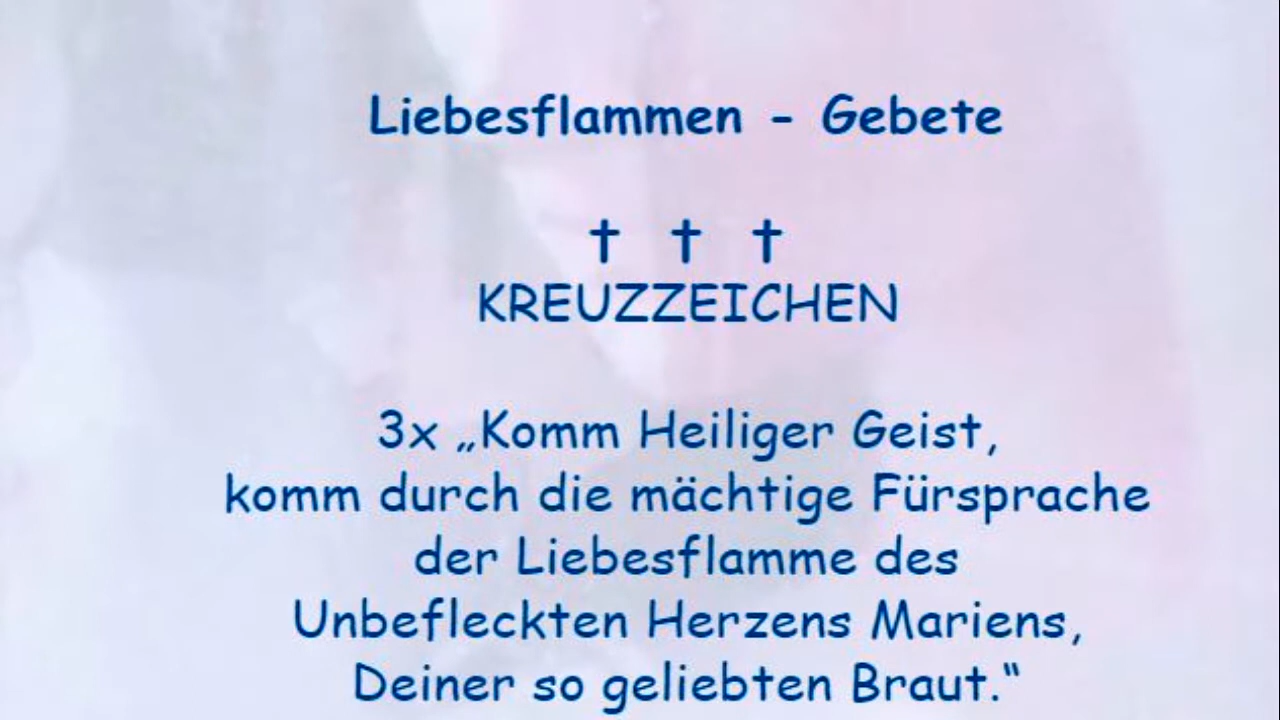 Liebesflammen - Gebete
† † †
KREUZZEICHEN
3x „Komm Heiliger Geist,
komm durch die mächtige Fürsprache
der Liebesflamme des
Unbefleckten Herzens Mariens,
Deiner so geliebten Braut.“